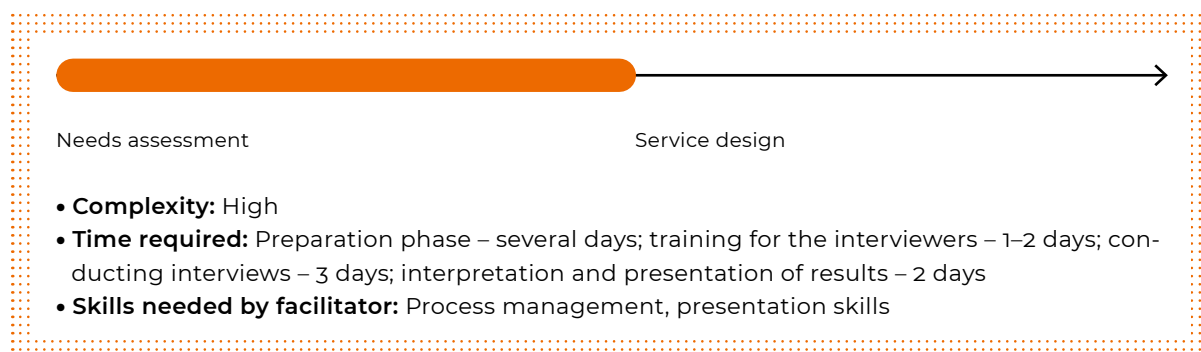 Needs assessment
Service design
• Complexity: High
• Time required: Preparation phase – several days; training for the interviewers – 1–2 days; con-
ducting interviews – 3 days; interpretation and presentation of results – 2 days
• Skills needed by facilitator: Process management, presentation skills